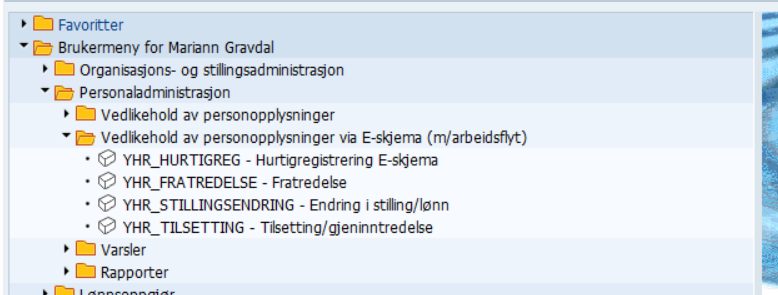 Favoritter
Brukermeny for Mariann Gravdal
Organisasjons- og stillingsadministrasjon
Personaladministrasjon
Vedlikehold av personopplysninger
Vedlikehold av personopplysninger via E-skjema (m/arbeidsflyt)
YHR_HURTIGREG - Hurtigregistrering E-skjema
YHR_FRATREDELSE - Fratredelse
YHR_STILLINGSENDRING - Endring i stilling/lønn
YHR_TILSETTING - Tilsetting/gjeninntredelse
Varsler
Rapporter
Lønnsoppgjør